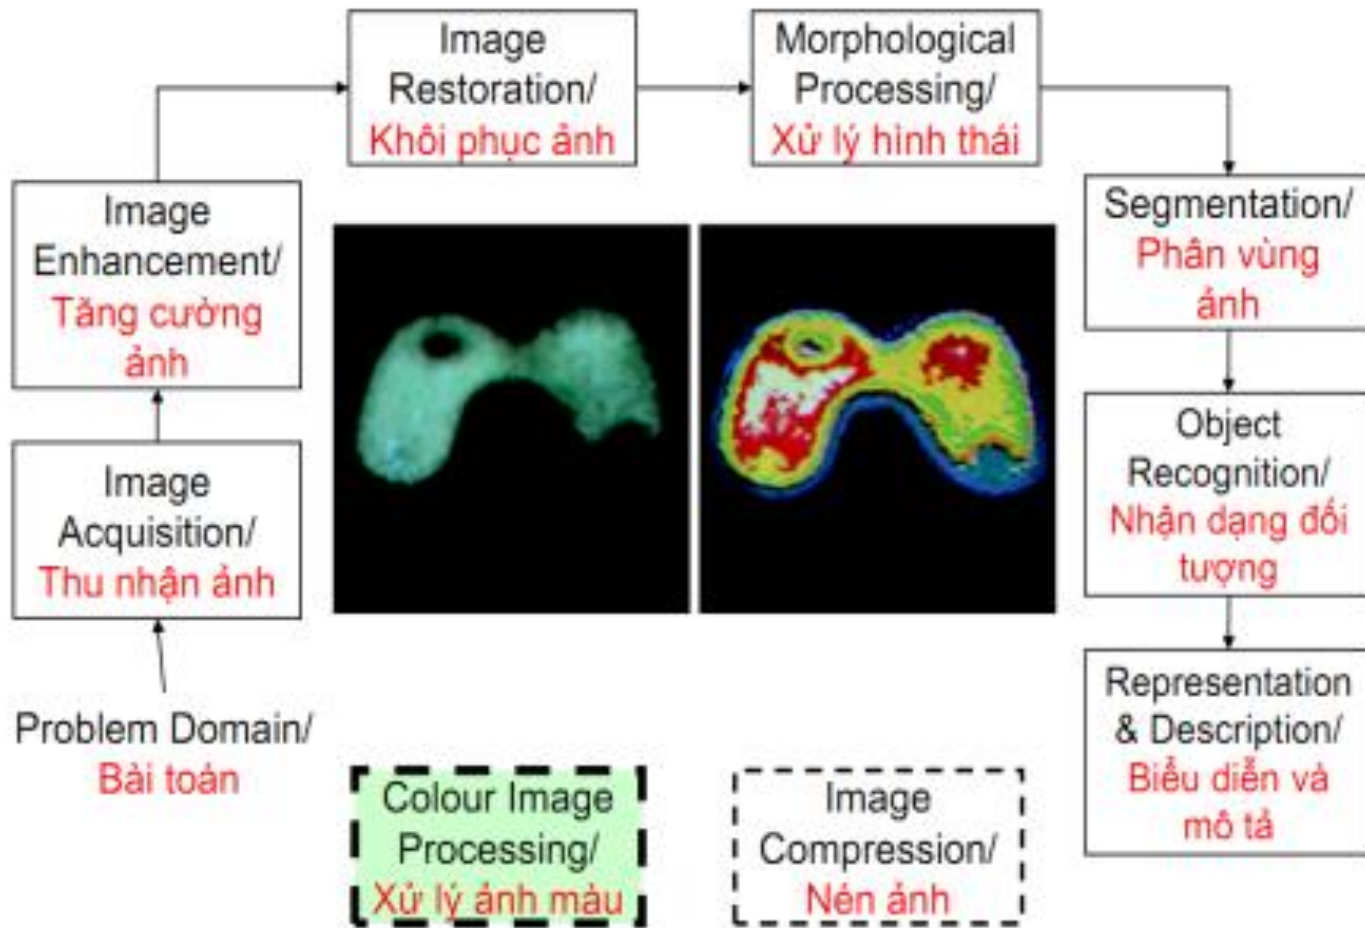 Image
Restoration/
Khôi phục ảnh
Morphological
Processing/
Xử lý hình thái
Image
Enhancement/
Tăng cường
ảnh
Segmentation/
Phân vùng
ảnh
Image
Acquisition/
Thu nhận ảnh
Object
Recognition/
Nhận dạng đối
tượng
Problem Domain/
Bài toán
Representation
& Description/
Biểu diễn và
mô tả
Colour Image
Processing/
Xử lý ảnh màu
Image
Compression/
Nén ảnh